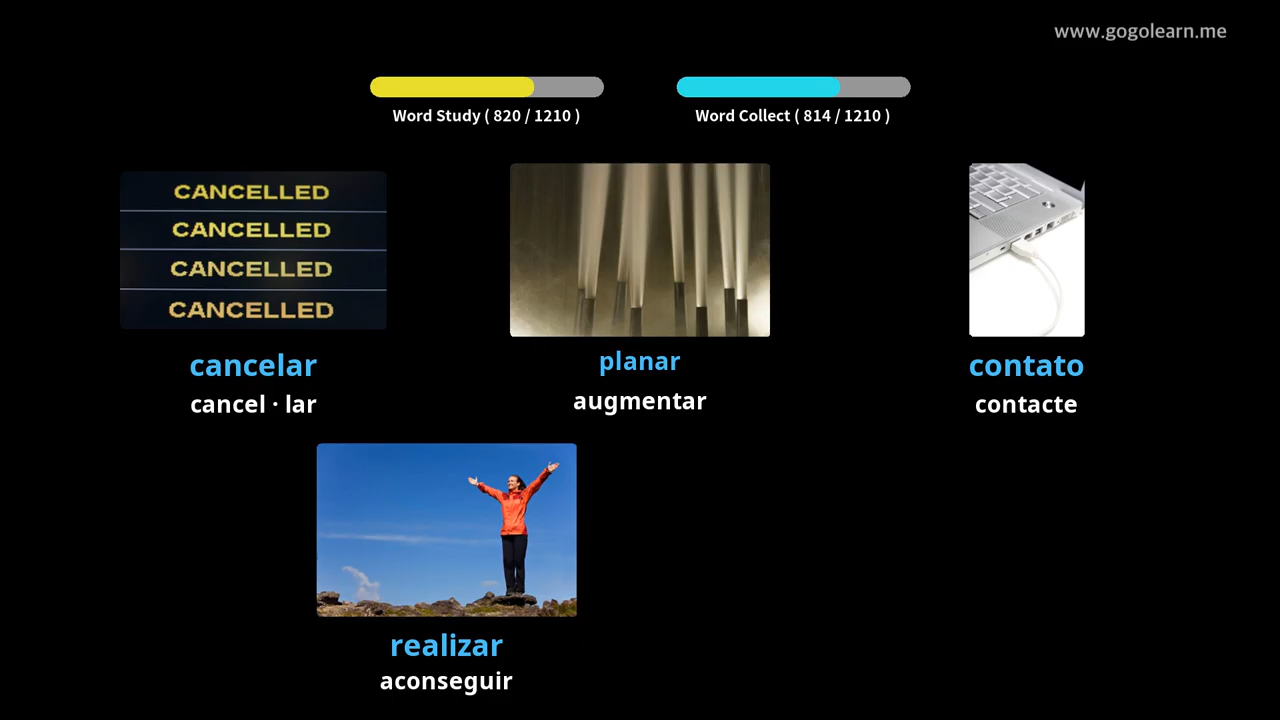 www.gogolearn.me
Word Study ( 820 / 1210 )
Word Collect ( 814 / 1210 )
CANCELLED
CANCELLED
CANCELLED
CANCELLED
cancelar
cancel · lar
planar
augmentar
contato
contacte
realizar
aconseguir